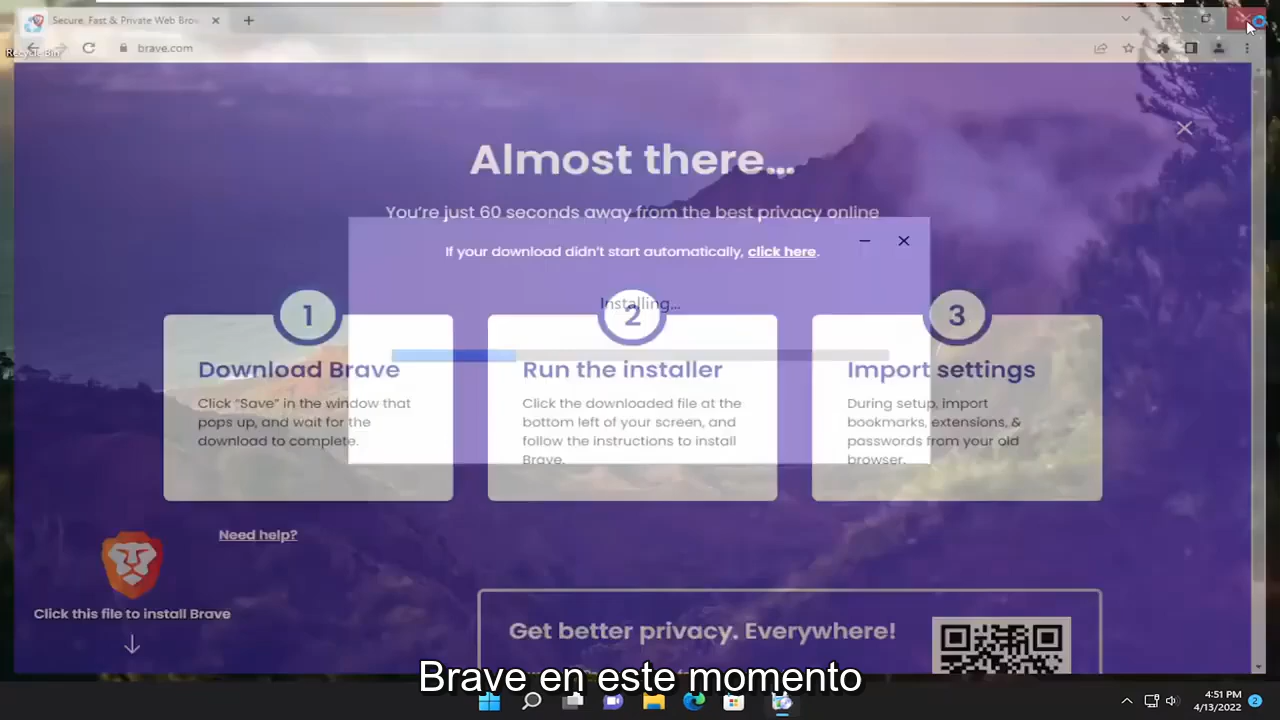 Secure, Fast & Private Web Brow
Recycle Bin
brave.com
Almost there...
You're just 60 seconds away from the best privacy online
If your download didn't start automatically, click here.
Installing...
1
2
3
Download Brave
Click "Save" in the window that
pops up, and wait for the
download to complete.
Run the installer
Click the downloaded file at the
bottom left of your screen, and
follow the instructions to install
Brave.
Import settings
During setup, import
bookmarks, extensions, &
passwords from your old
browser.
Need help?
Click this file to install Brave
Get better privacy. Everywhere!
Brave en este momento
4:51 PM
4/13/2022
2